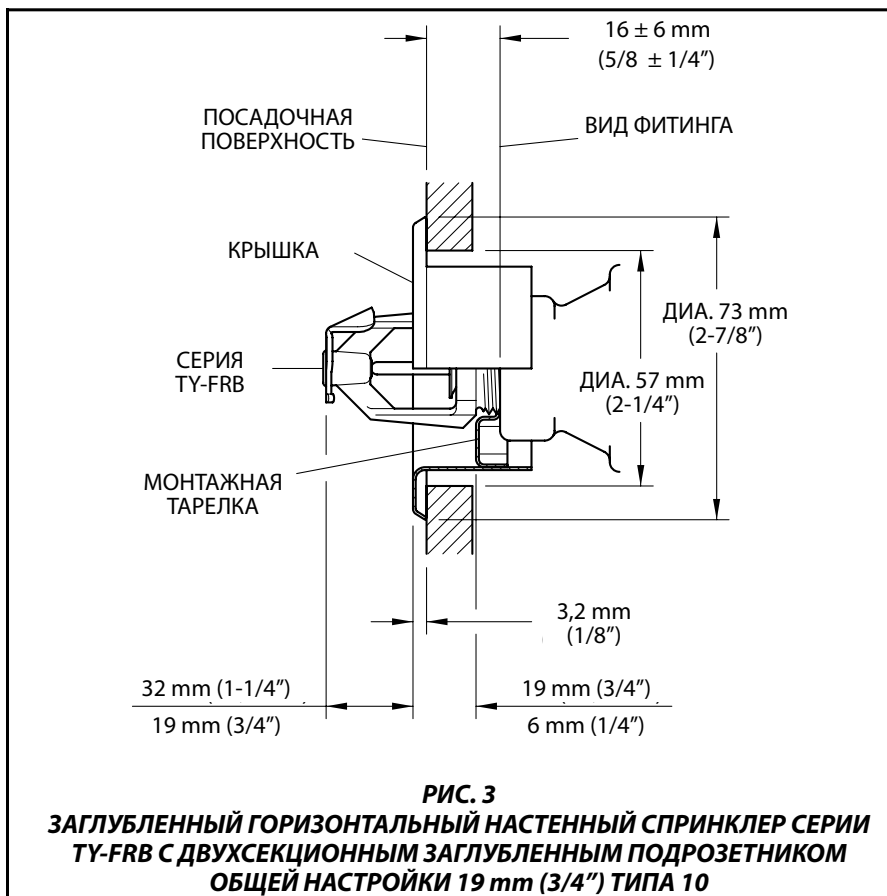 16 ± 6 mm
(5/8 ± 1/4”)
ПОСАДОЧНАЯ
ПОВЕРХНОСТЬ
ВИД ФИТИНГА
КРЫШКА
ДИА. 73 mm
(2-7/8”)
СЕРИЯ
TY-FRB
ДИА. 57 mm
(2-1/4”)
МОНТАЖНАЯ
ТАРЕЛКА
3,2 mm
(1/8”)
32 mm (1-1/4”)
19 mm (3/4”)
19 mm (3/4”)
6 mm (1/4”)
РИС. 3
ЗАГЛУБЛЕННЫЙ ГОРИЗОНТАЛЬНЫЙ НАСТЕННЫЙ СПРИНКЛЕР СЕРИИ
TY-FRB С ДВУХСЕКЦИОННЫМ ЗАГЛУБЛЕННЫМ ПОДРОЗЕТНИКОМ
ОБЩЕЙ НАСТРОЙКИ 19 mm (3/4”) ТИПА 10